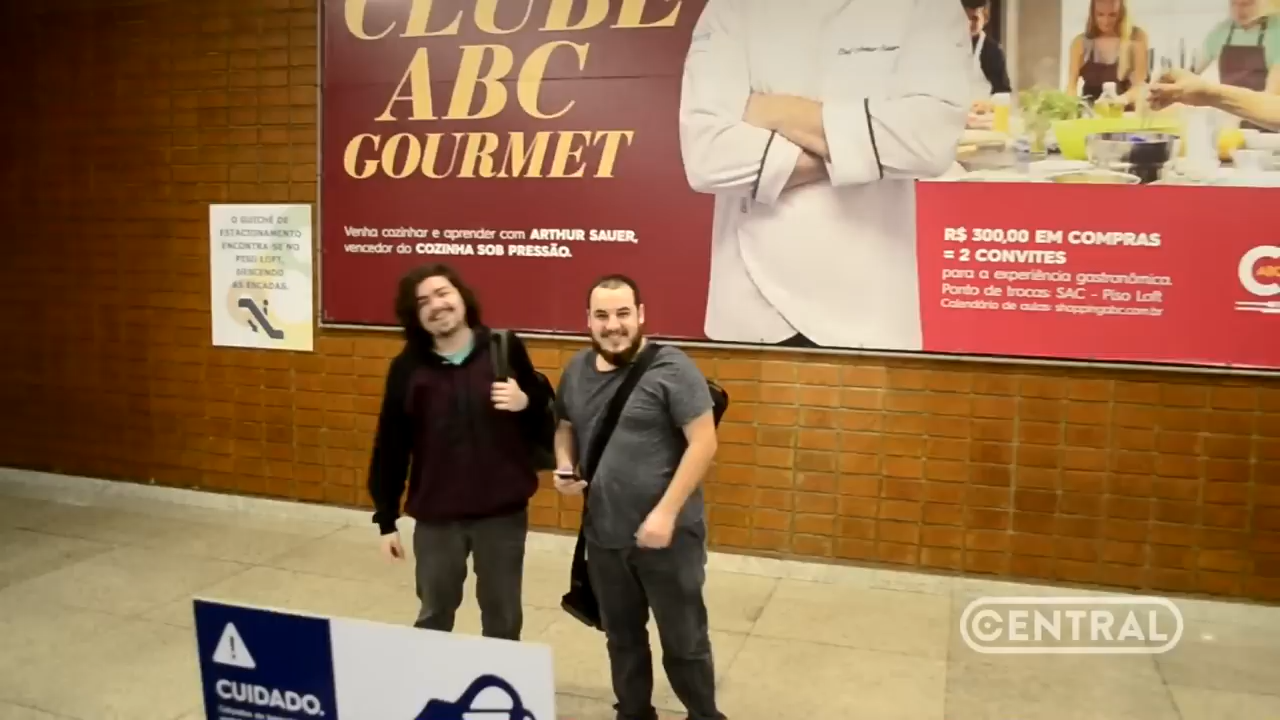 CLUBE
ABC
GOURMET
Venha cozinhar e aprender com ARTHUR SAUER,
vencedor do COZINHA SOB PRESSÃO.
O GUICHÊ DE
ESTACIONAMENTO
ENCONTRA-SE NO
PISO LOFT,
DESCENDO
AS ESCADAS.
R$ 300,00 EM COMPRAS
= 2 CONVITES
para a experiência gastronômica.
Ponto de trocas: SAC - Piso Loft
Calendário de aulas: shoppingabc.com.br
CENTRAL
CUIDADO.